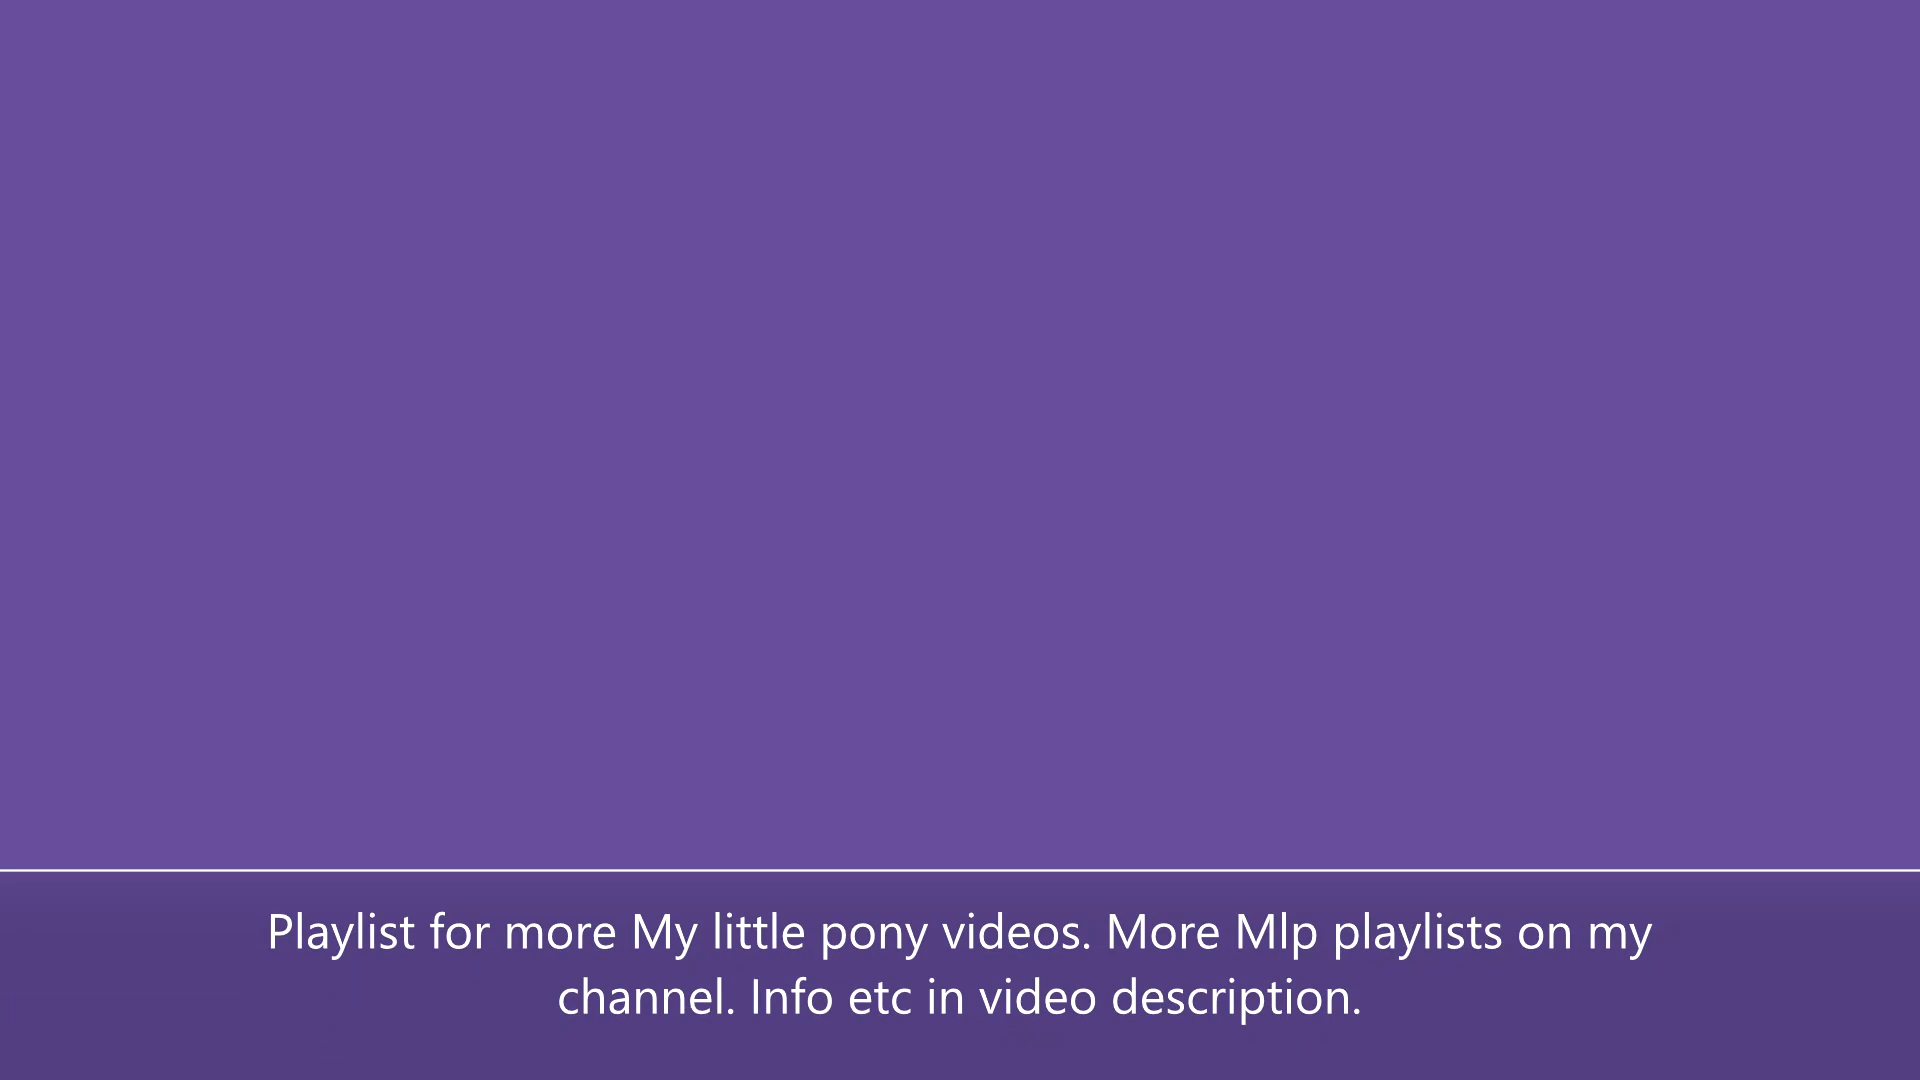 Playlist for more My little pony videos. More Mlp playlists on my
channel. Info etc in video description.